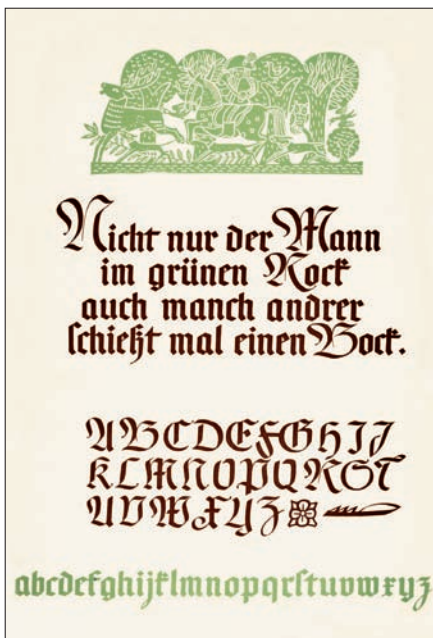 Nicht nur der Mann
im grünen Rock
auch manch andrer
ſchießt mal einen Bock.
ABCDEFGHIJ
KLMNOPQRST
UVWXYZ
abcdefghijklmnopqrſtuvwxyz